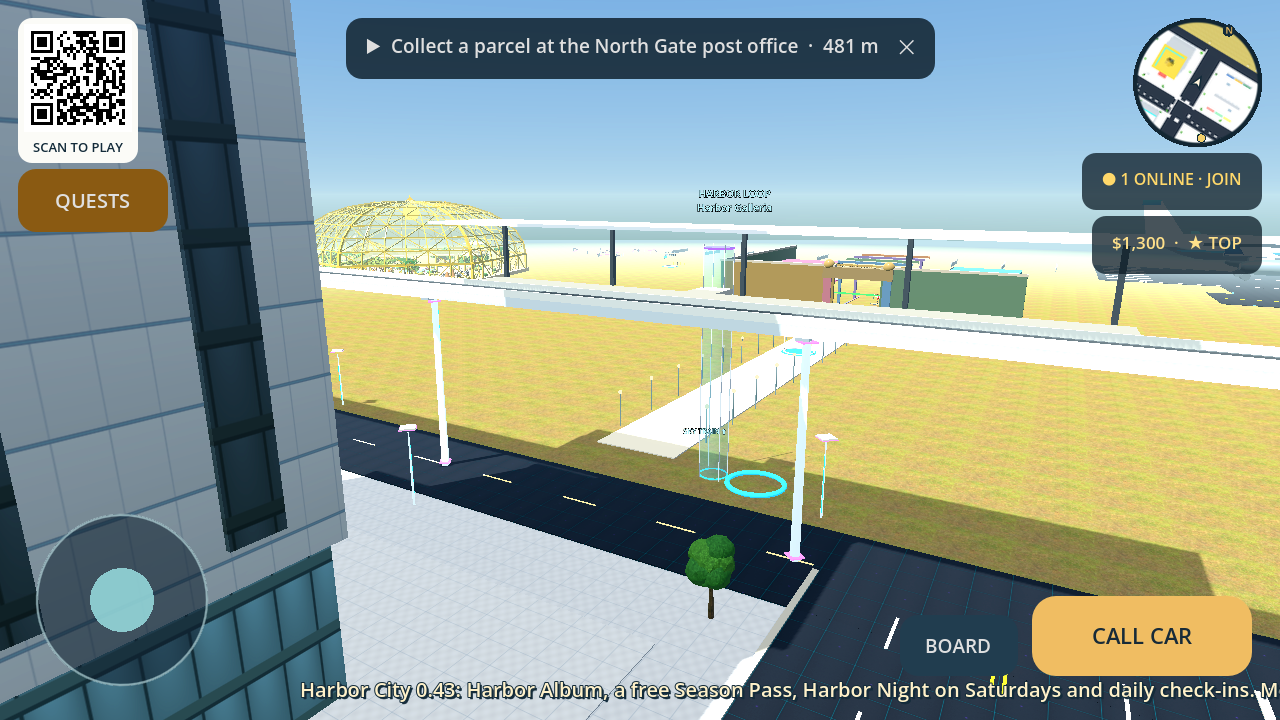 SCAN TO PLAY
QUESTS
▶ Collect a parcel at the North Gate post office · 481 m ×
N
1 ONLINE · JOIN
$1,300 · ★ TOP
HARBOR LOOP
Harbor Galleria
BOARD
CALL CAR
Harbor City 0.43: Harbor Album, a free Season Pass, Harbor Night on Saturdays and daily check-ins. M